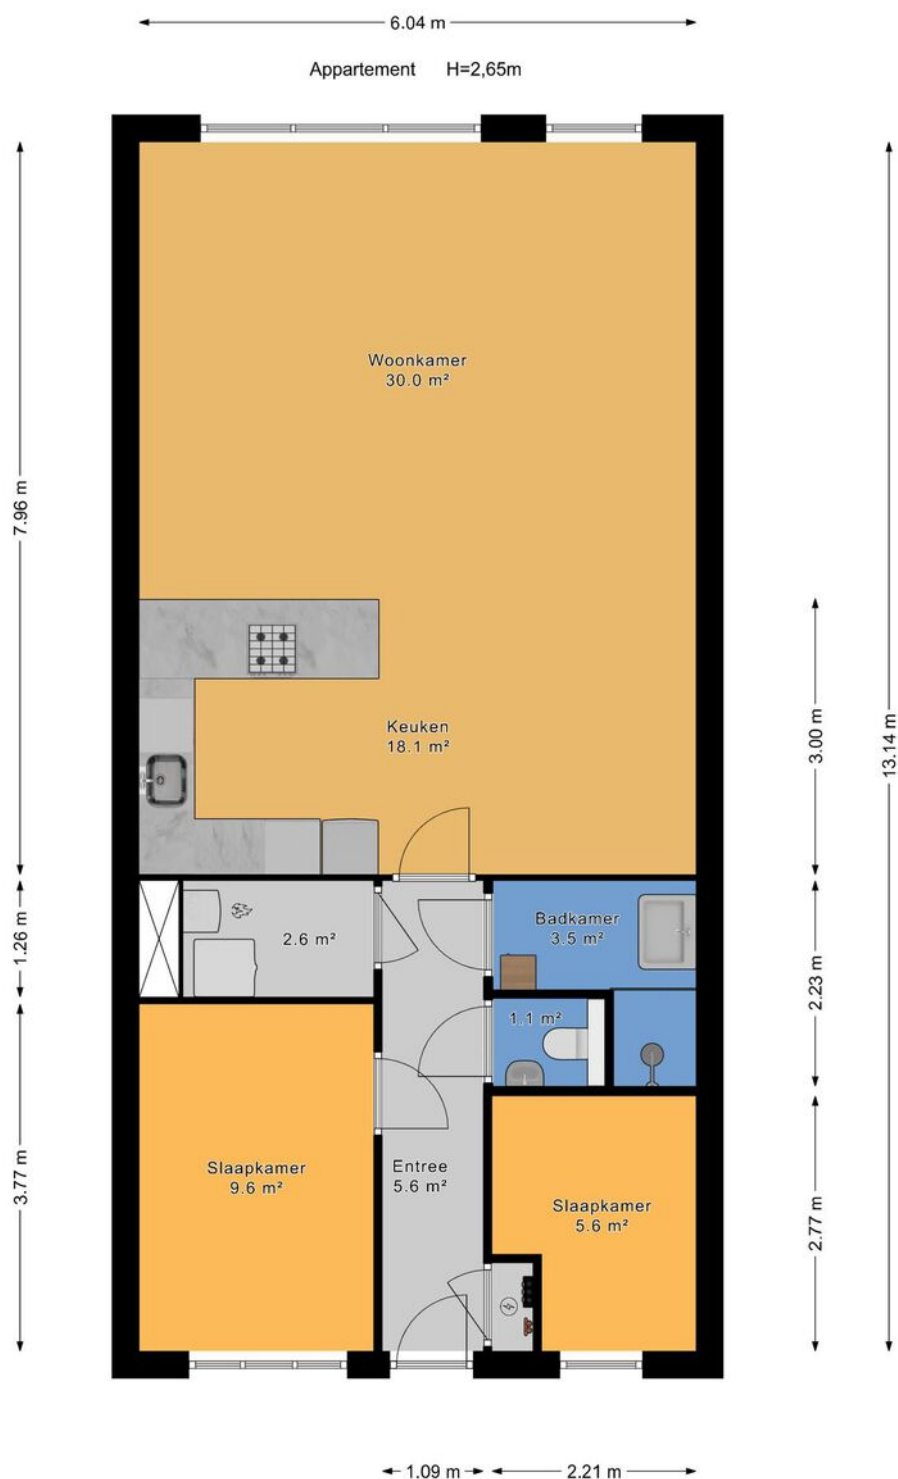 6.04 m
Appartement H=2,65m
Woonkamer
30.0 m²
7.96 m
13.14 m
3.00 m
Keuken
18.1 m²
1.26 m
2.6 m²
Badkamer
3.5 m²
2.23 m
1.1 m²
3.77 m
Slaapkamer
9.6 m²
Entree
5.6 m²
Slaapkamer
5.6 m²
2.77 m
1.09 m
2.21 m